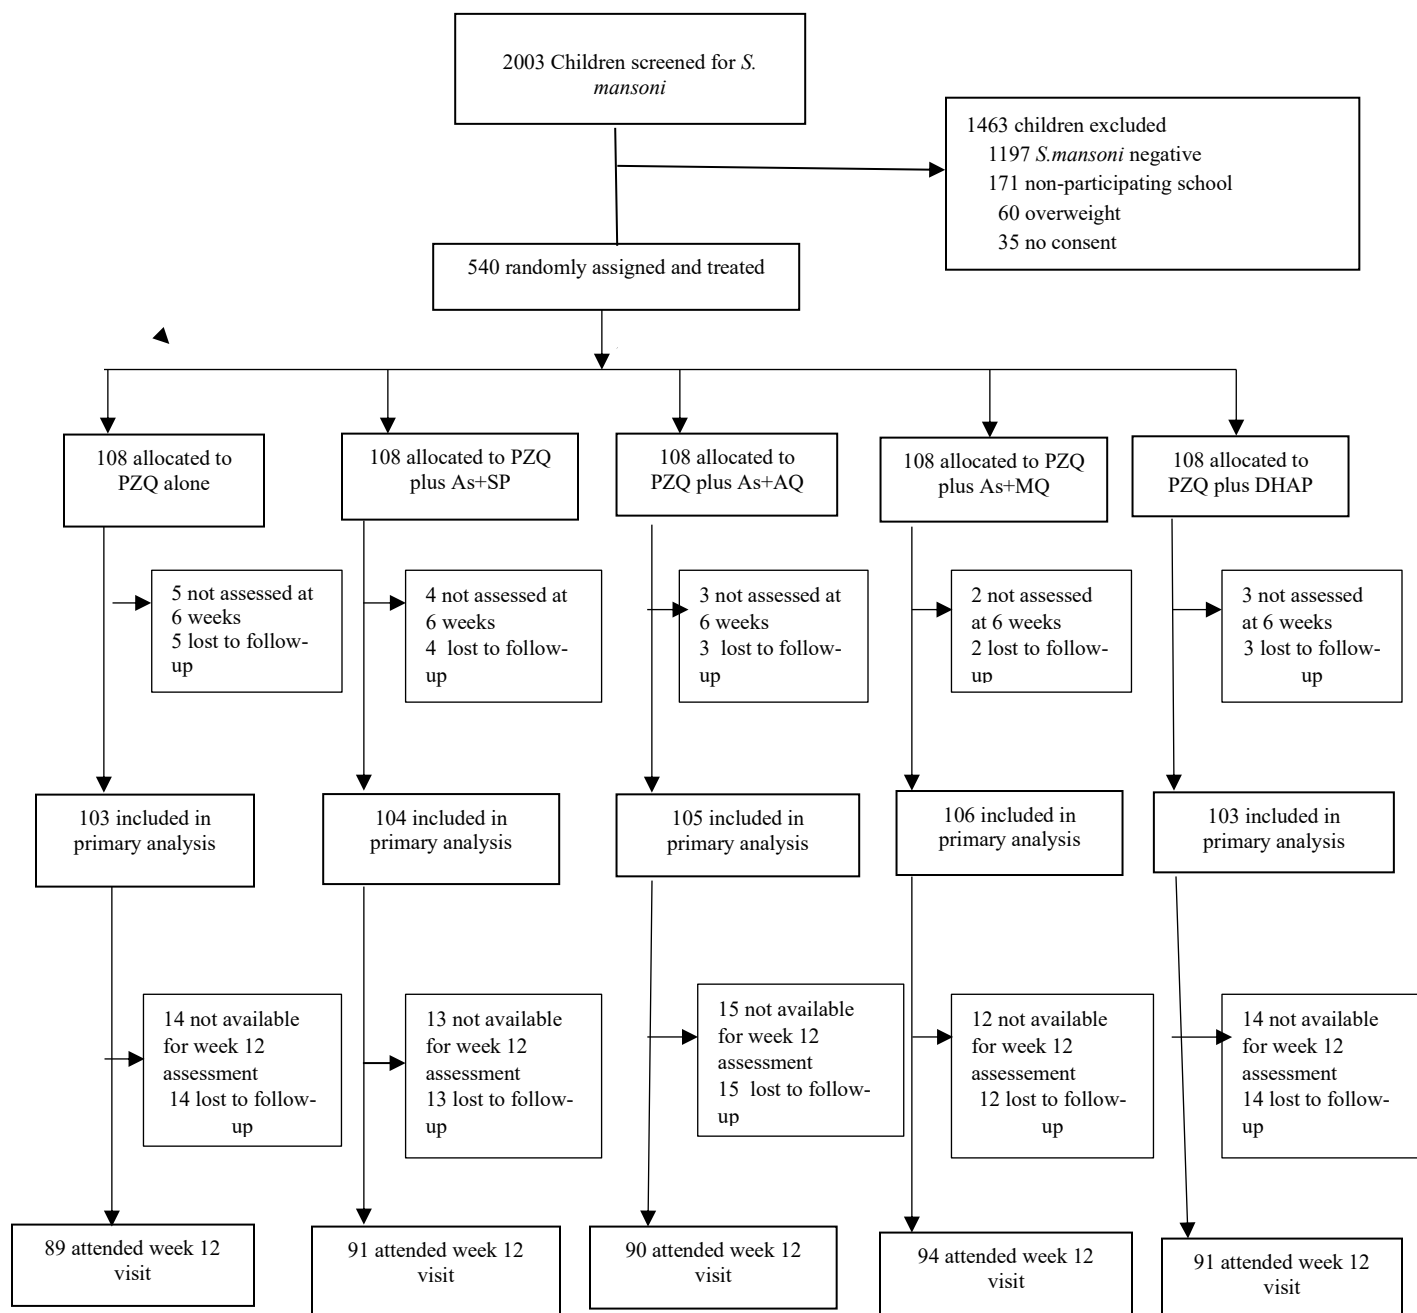 2003 Children screened for S.
mansoni
1463 children excluded
1197 S.mansoni negative
171 non-participating school
60 overweight
35 no consent
540 randomly assigned and treated
108 allocated to
PZQ alone
108 allocated to PZQ
plus As+SP
108 allocated to
PZQ plus As+AQ
108 allocated to PZQ
plus As+MQ
108 allocated to
PZQ plus DHAP
5 not assessed at
6 weeks
5 lost to follow-
up
4 not assessed at
6 weeks
4 lost to follow-
up
3 not assessed at
6 weeks
3 lost to follow-
up
2 not assessed
at 6 weeks
2 lost to follow-
up
3 not assessed
at 6 weeks
3 lost to follow-
up
103 included in
primary analysis
104 included in
primary analysis
105 included in
primary analysis
106 included in
primary analysis
103 included in
primary analysis
14 not available
for week 12
assessment
14 lost to follow-
up
13 not available
for week 12
assessment
13 lost to follow-
up
15 not available
for week 12
assessment
15 lost to follow-
up
12 not available
for week 12
assessement
12 lost to follow-
up
14 not available
for week 12
assessment
14 lost to follow-
up
89 attended week 12
visit
91 attended week 12
visit
90 attended week 12
visit
94 attended week 12
visit
91 attended week 12
visit